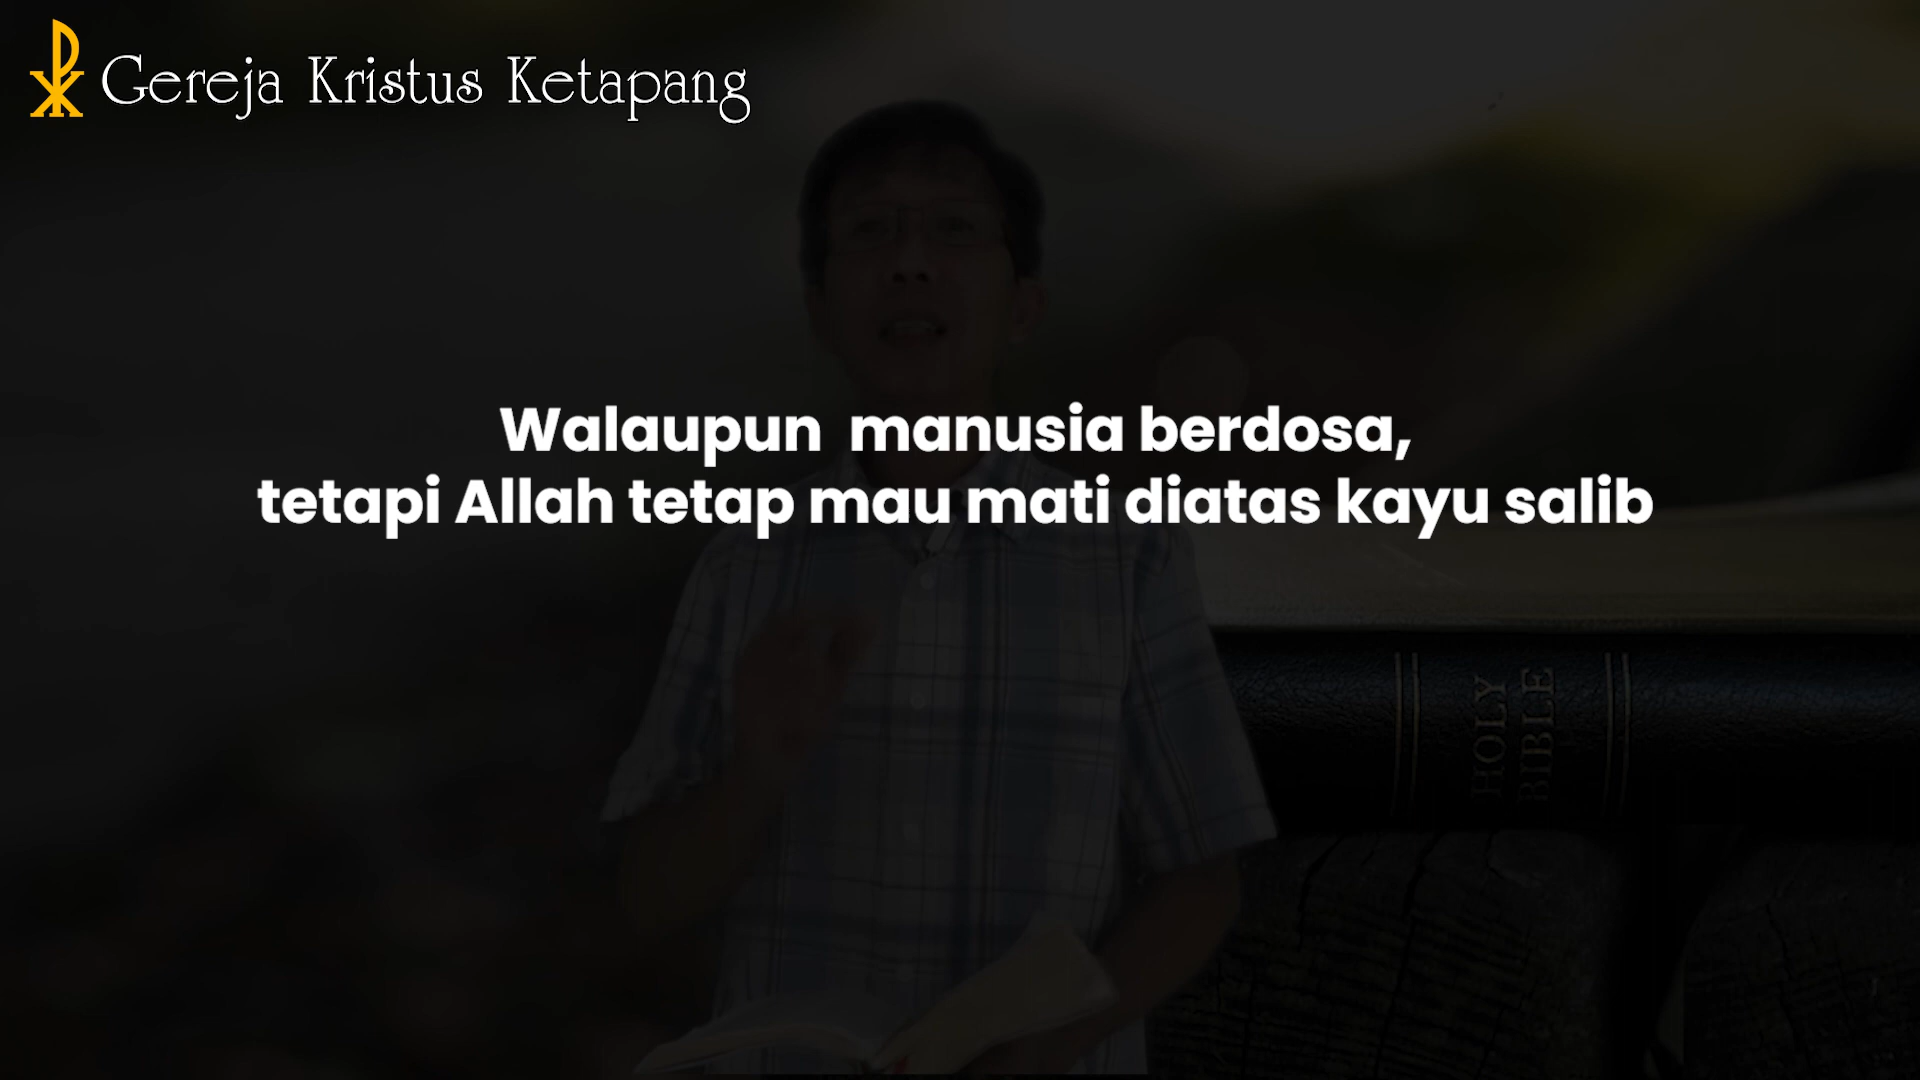 Gereja Kristus Ketapang
Walaupun manusia berdosa,
tetapi Allah tetap mau mati diatas kayu salib
HOLY
BIBLE